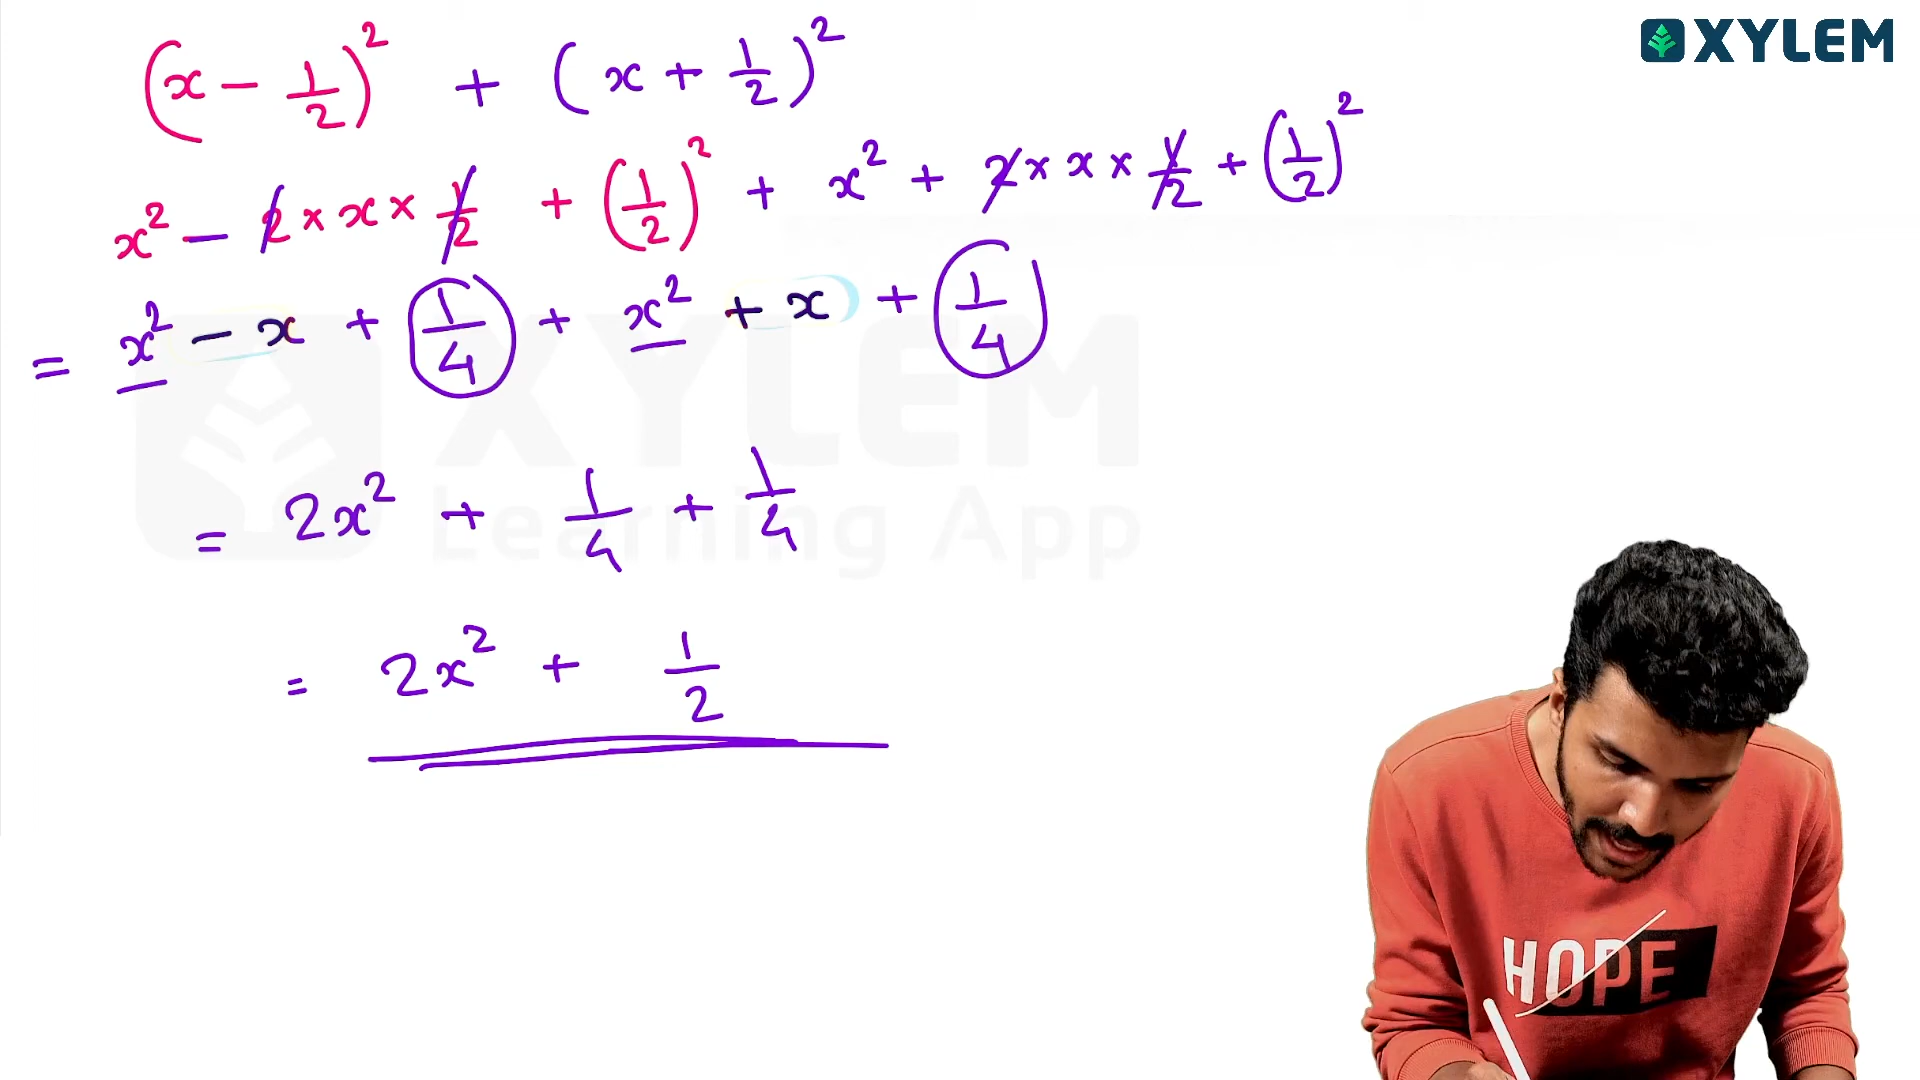 XYLEM
(x - 1/2)² + (x + 1/2)²
x² - 2 × x × 1/2 + (1/2)² + x² + 2 × x × 1/2 + (1/2)²
= x² - x + 1/4 + x² + x + 1/4
XYLEM
Learning App
= 2x² + 1/4 + 1/4
= 2x² + 1/2
HOPE